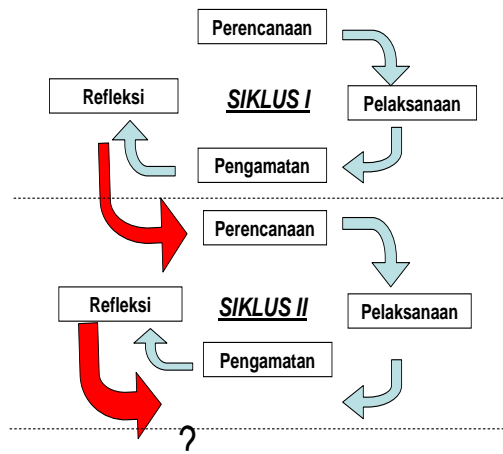 Perencanaan
Refleksi
SIKLUS I
Pelaksanaan
Pengamatan
Perencanaan
Refleksi
SIKLUS II
Pelaksanaan
Pengamatan
?